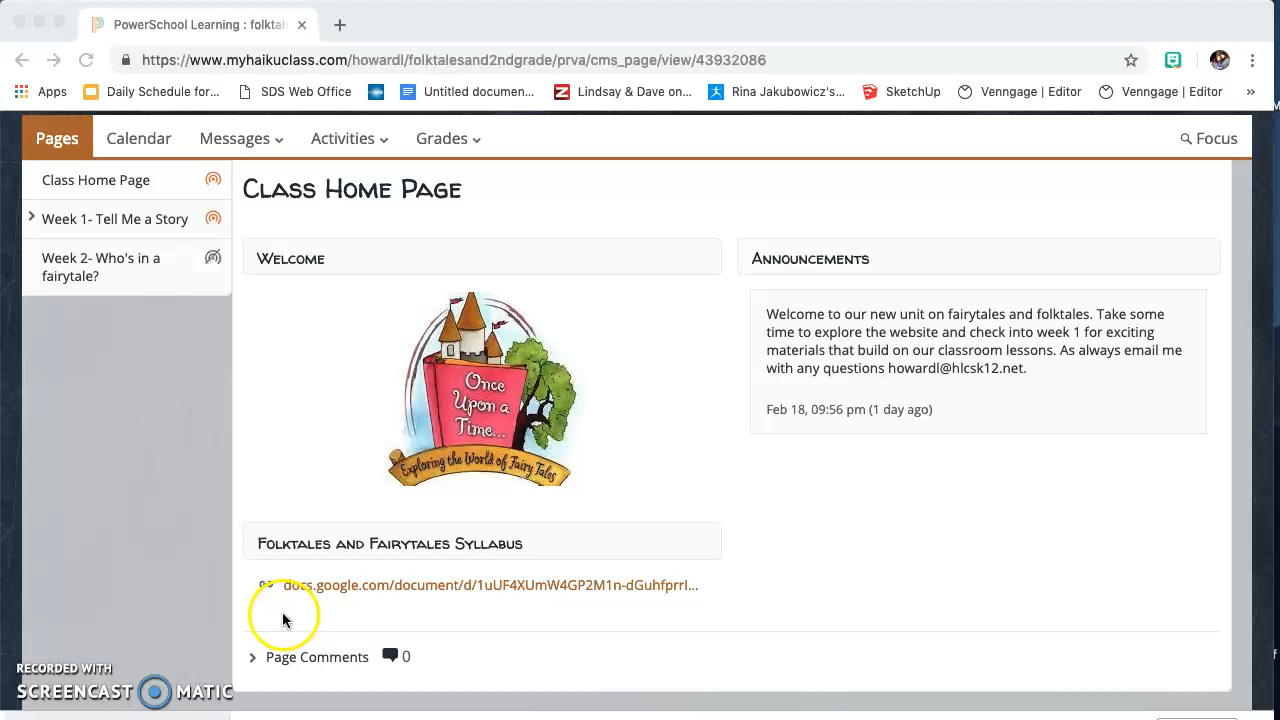 PowerSchool Learning : folktal
https://www.myhaikuclass.com/howardl/folktalesand2ndgrade/prva/cms_page/view/43932086
Apps Daily Schedule for... SDS Web Office Untitled documen... Lindsay & Dave on... Rina Jakubowicz's... SketchUp Venngage | Editor Venngage | Editor »
Pages Calendar Messages Activities Grades Focus
Class Home Page
Week 1- Tell Me a Story
Week 2- Who's in a
fairytale?
Class Home Page
Welcome
Once
Upon a
Time...
Exploring the World of Fairy Tales
Folktales and Fairytales Syllabus
docs.google.com/document/d/1uUF4XUmW4GP2M1n-dGuhfprrI...
Page Comments 0
Announcements
Welcome to our new unit on fairytales and folktales. Take some
time to explore the website and check into week 1 for exciting
materials that build on our classroom lessons. As always email me
with any questions howardl@hlcsk12.net.
Feb 18, 09:56 pm (1 day ago)
RECORDED WITH
SCREENCAST MATIC